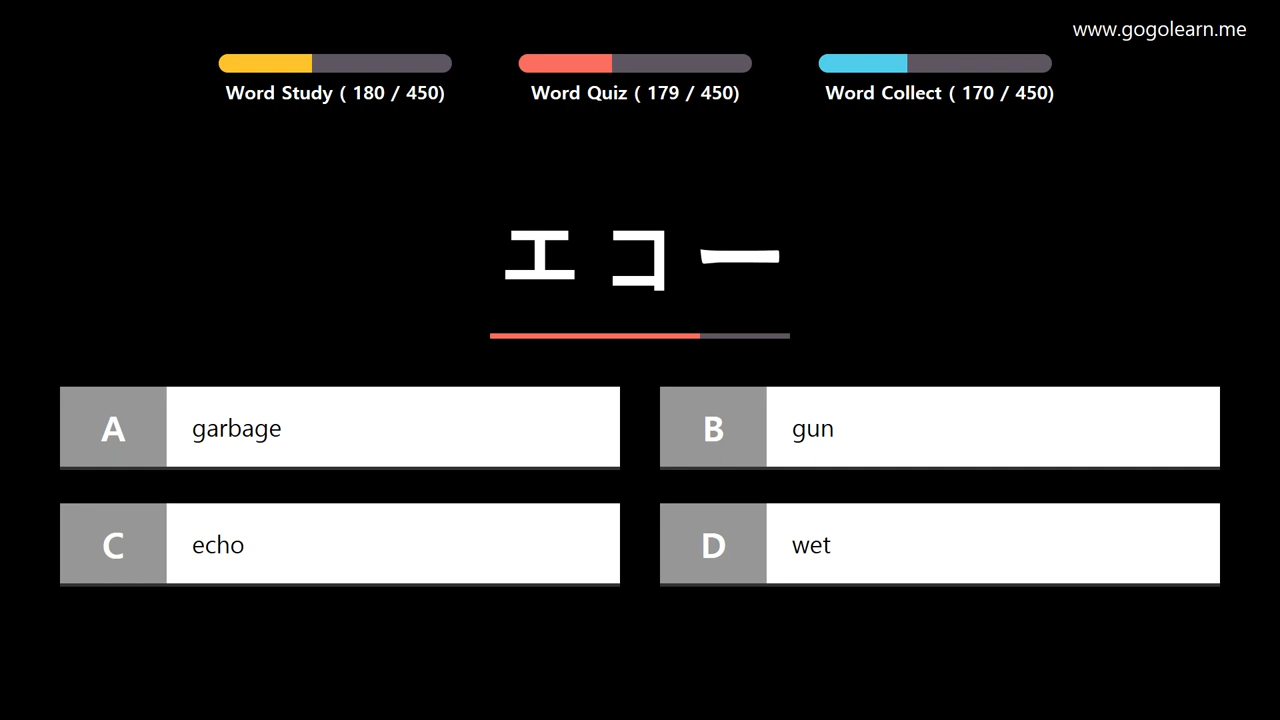 www.gogolearn.me
Word Study ( 180 / 450)
Word Quiz ( 179 / 450)
Word Collect ( 170 / 450)
エコー
A garbage
B gun
C echo
D wet